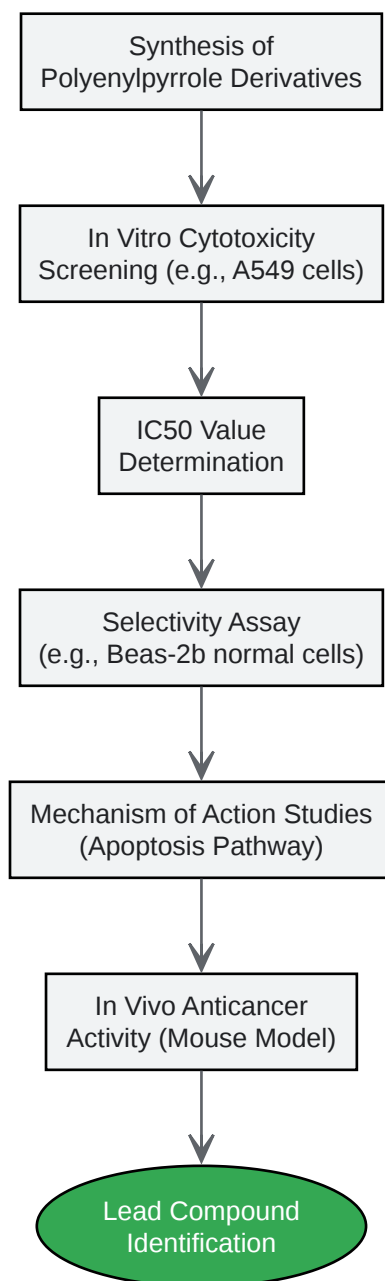 Synthesis of
Polyenylpyrrole Derivatives
In Vitro Cytotoxicity
Screening (e.g., A549 cells)
IC50 Value
Determination
Selectivity Assay
(e.g., Beas-2b normal cells)
Mechanism of Action Studies
(Apoptosis Pathway)
In Vivo Anticancer
Activity (Mouse Model)
Lead Compound
Identification